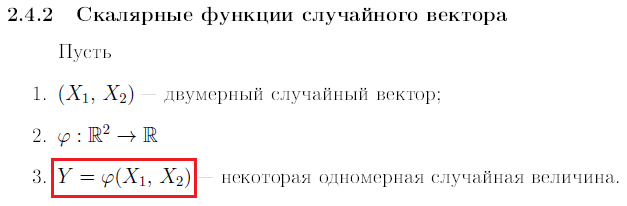 2.4.2 Скалярные функции случайного вектора
Пусть
1. (X₁, X₂) — двумерный случайный вектор;
2. φ : ℝ² → ℝ
3. Y = φ(X₁, X₂) — некоторая одномерная случайная величина.